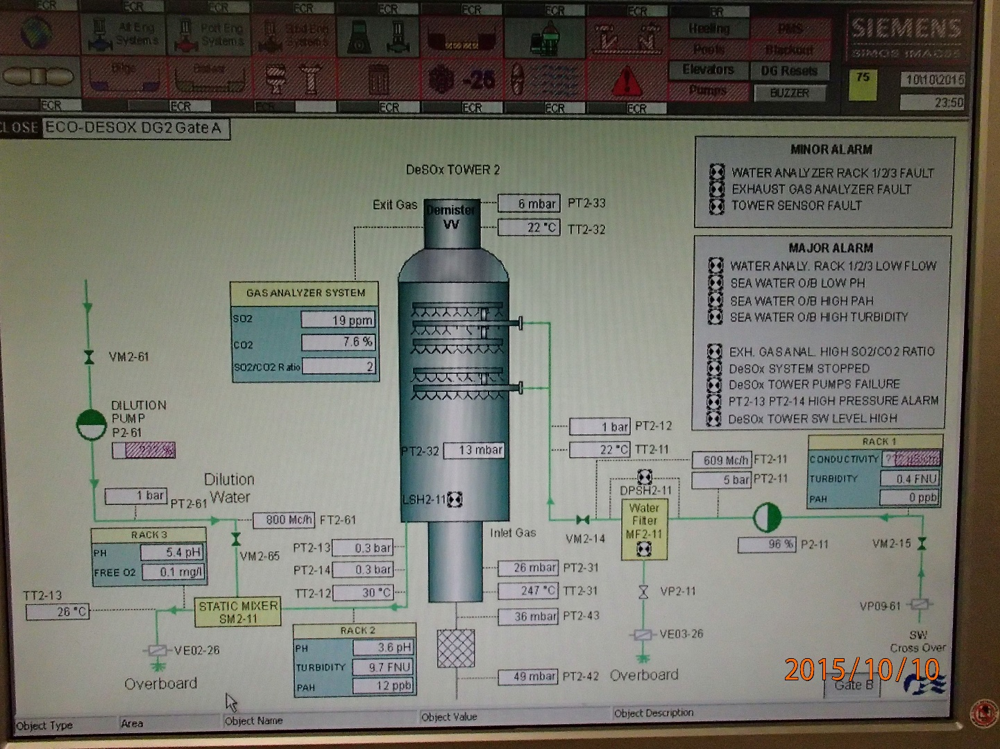 ECR ECR ECR ECR ECR ECR ECR ECR
Alt Eng Systems
Port Eng Systems
Stbd Eng Systems
Heeling
PMS
Pools
Blackout
Elevators
DG Resets
Pumps
BUZZER
SIEMENS
SIMOS IMAC55
75
10\10\2015
23:50
Bilge
-25
ECR ECR ECR ECR ECR ECR ECR
CLOSE ECO-DESOX DG2 Gate A
DeSOx TOWER 2
Exit Gas
Demister
VV
6 mbar PT2-33
22 °C TT2-32
MINOR ALARM
WATER ANALYZER RACK 1/2/3 FAULT
EXHAUST GAS ANALYZER FAULT
TOWER SENSOR FAULT
MAJOR ALARM
WATER ANALY. RACK 1/2/3 LOW FLOW
SEA WATER O/B LOW PH
SEA WATER O/B HIGH PAH
SEA WATER O/B HIGH TURBIDITY
EXH. GAS ANAL. HIGH SO2/CO2 RATIO
DeSOx SYSTEM STOPPED
DeSOx TOWER PUMPS FAILURE
PT2-13 PT2-14 HIGH PRESSURE ALARM
DeSOx TOWER SW LEVEL HIGH
GAS ANALYZER SYSTEM
SO2 19 ppm
CO2 7.6 %
SO2/CO2 Ratio 2
VM2-61
DILUTION
PUMP
P2-61
Dilution
Water
1 bar PT2-61
800 Mc/h FT2-61
VM2-65
RACK 3
PH 5.4 pH
FREE O2 0.1 mg/l
TT2-13
26 °C
STATIC MIXER
SM2-11
VE02-26
Overboard
PT2-32 13 mbar
LSH2-11
Inlet Gas
PT2-13 0.3 bar
PT2-14 0.3 bar
TT2-12 30 °C
RACK 2
PH 3.6 pH
TURBIDITY 9.7 FNU
PAH 12 ppb
26 mbar PT2-31
247 °C TT2-31
36 mbar PT2-43
49 mbar PT2-42
1 bar PT2-12
22 °C TT2-11
609 Mc/h FT2-11
5 bar PT2-11
DPSH2-11
Water
Filter
MF2-11
VM2-14
96 % P2-11
VP2-11
VE03-26
Overboard
RACK 1
CONDUCTIVITY
TURBIDITY 0.4 FNU
PAH 0 ppb
VM2-15
VP09-61
SW
Cross Over
2015/10/10
Gate B
Object Type Area Object Name Object Value Object Description